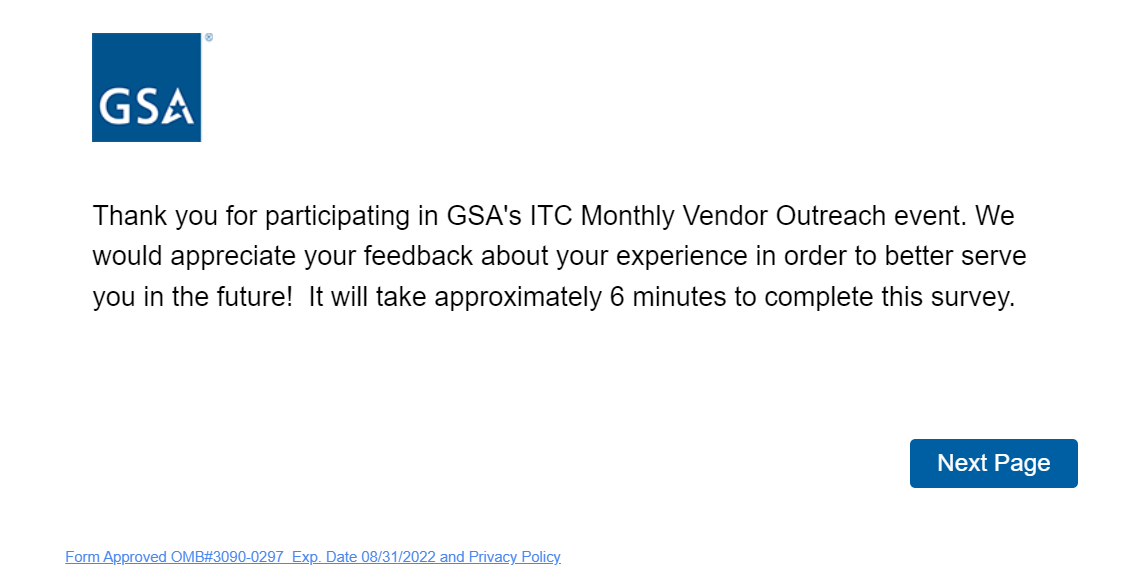 ®
GSA
Thank you for participating in GSA's ITC Monthly Vendor Outreach event. We
would appreciate your feedback about your experience in order to better serve
you in the future!  It will take approximately 6 minutes to complete this survey.
Next Page
Form Approved OMB#3090-0297  Exp. Date 08/31/2022 and Privacy Policy